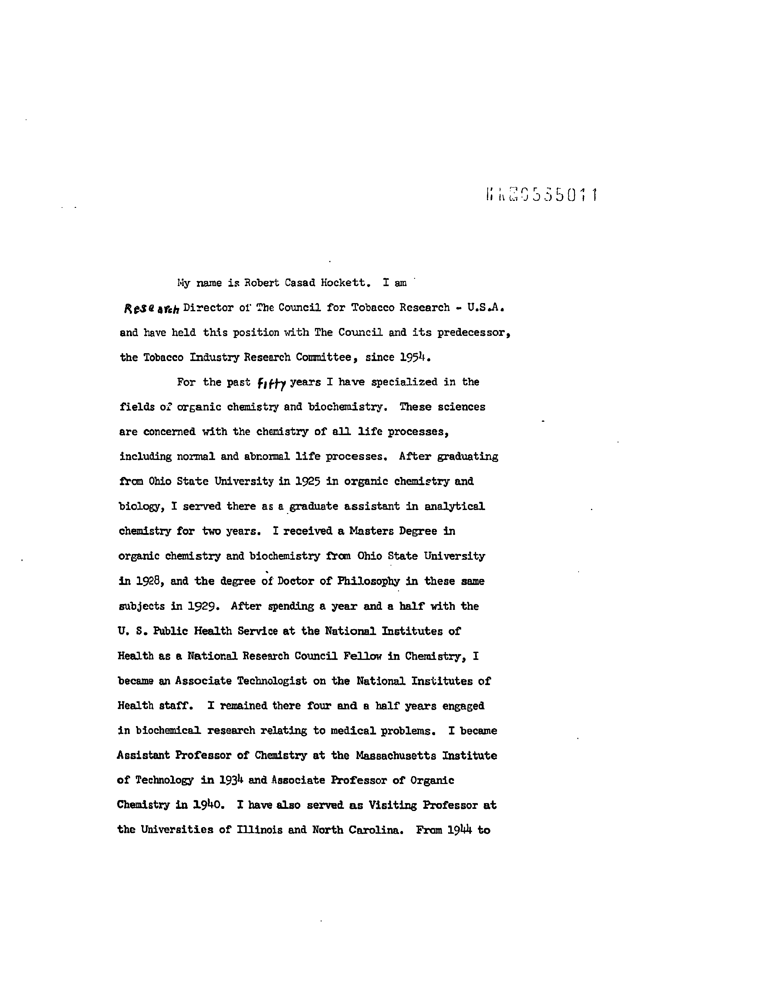 My name is Robert Casad Hockett. I am
Research Director of The Council for Tobacco Research - U.S.A.
and have held this position with The Council and its predecessor,
the Tobacco Industry Research Committee, since 1954.
For the past fifty years I have specialized in the
fields of organic chemistry and biochemistry. These sciences
are concerned with the chemistry of all life processes,
including normal and abnormal life processes. After graduating
from Ohio State University in 1925 in organic chemistry and
biology, I served there as a graduate assistant in analytical
chemistry for two years. I received a Masters Degree in
organic chemistry and biochemistry from Ohio State University
in 1928, and the degree of Doctor of Philosophy in these same
subjects in 1929. After spending a year and a half with the
U. S. Public Health Service at the National Institutes of
Health as a National Research Council Fellow in Chemistry, I
became an Associate Technologist on the National Institutes of
Health staff. I remained there four and a half years engaged
in biochemical research relating to medical problems. I became
Assistant Professor of Chemistry at the Massachusetts Institute
of Technology in 1934 and Associate Professor of Organic
Chemistry in 1940. I have also served as Visiting Professor at
the Universities of Illinois and North Carolina. From 1944 to